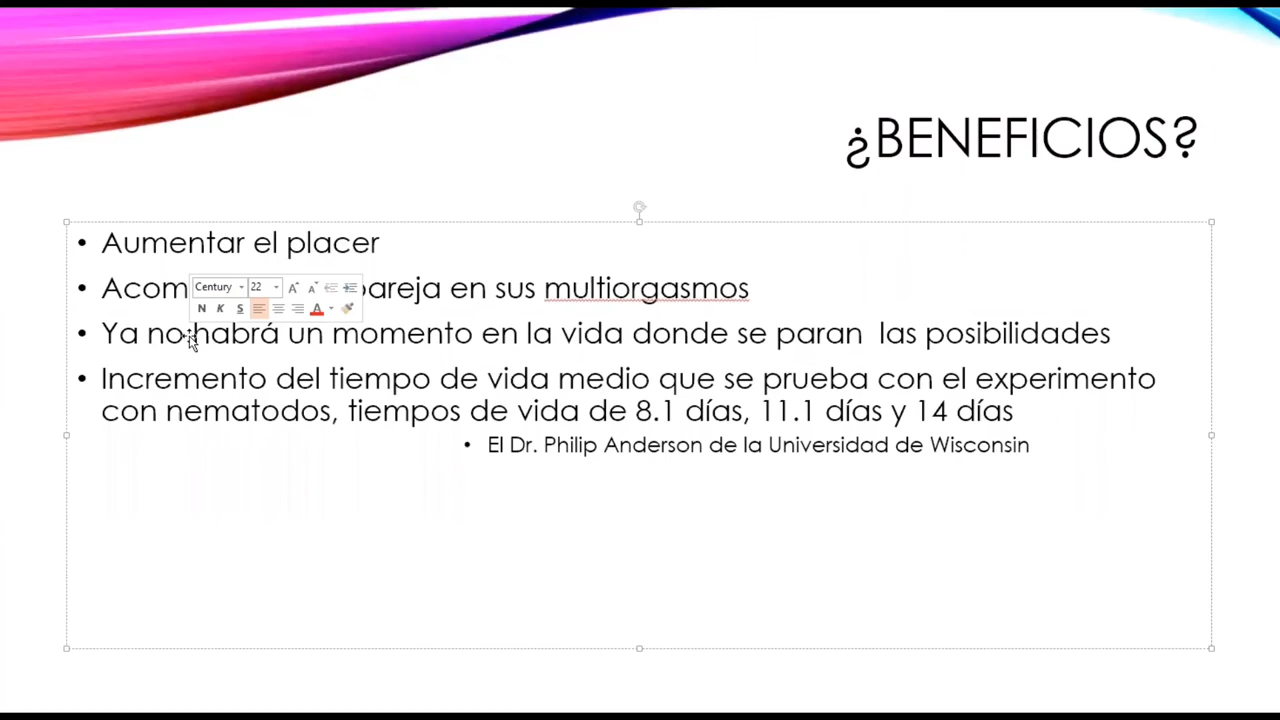 ¿BENEFICIOS?
• Aumentar el placer
• Acom pareja en sus multiorgasmos
Century 22 A A
N K S A
• Ya no habrá un momento en la vida donde se paran las posibilidades
• Incremento del tiempo de vida medio que se prueba con el experimento
con nematodos, tiempos de vida de 8.1 días, 11.1 días y 14 días
• El Dr. Philip Anderson de la Universidad de Wisconsin